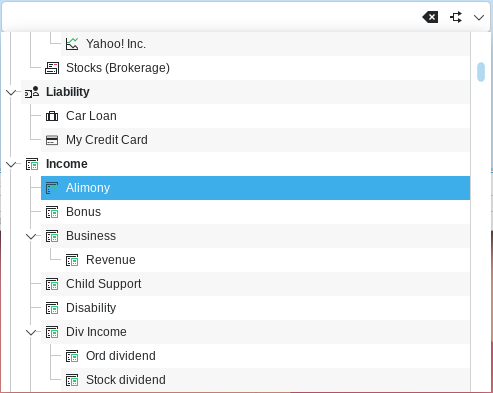 Yahoo! Inc.
Stocks (Brokerage)
Liability
Car Loan
My Credit Card
Income
Alimony
Bonus
Business
Revenue
Child Support
Disability
Div Income
Ord dividend
Stock dividend